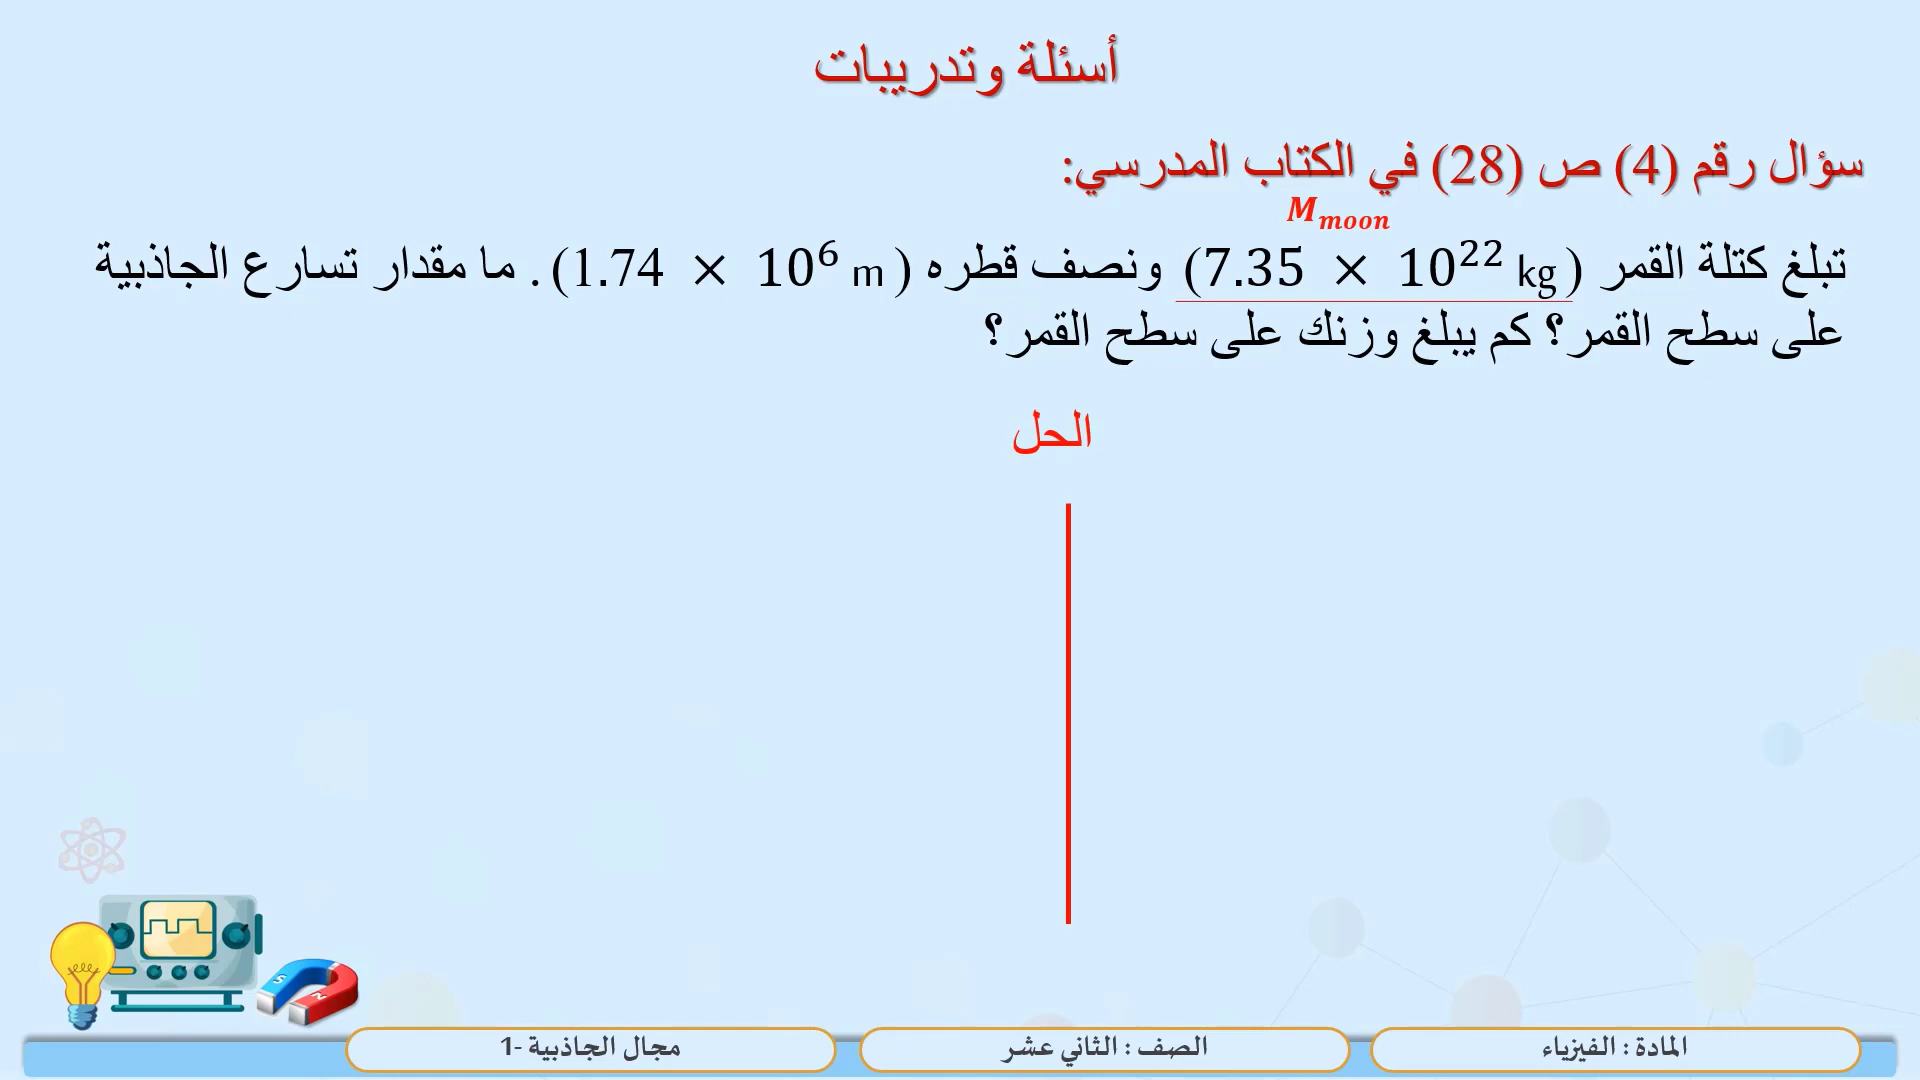 أسئلة وتدريبات
سؤال رقم (4) ص (28) في الكتاب المدرسي:
M_moon
تبلغ كتلة القمر (7.35 × 10²² kg) ونصف قطره (1.74 × 10⁶ m). ما مقدار تسارع الجاذبية
على سطح القمر؟ كم يبلغ وزنك على سطح القمر؟
الحل
S
N
المادة : الفيزياء
الصف : الثاني عشر
مجال الجاذبية -1